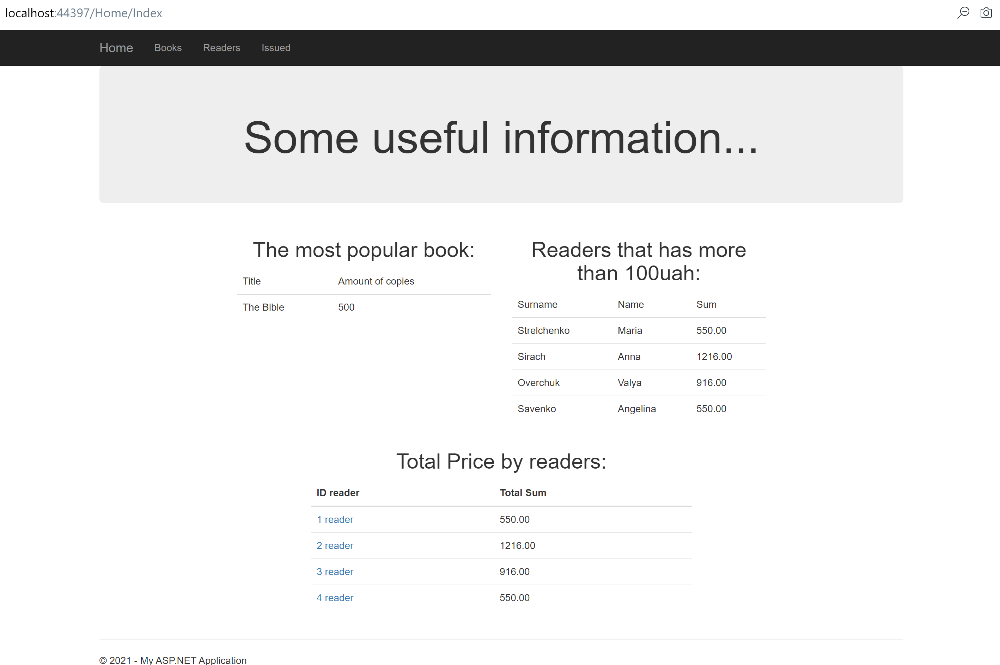 localhost:44397/Home/Index
Home Books Readers Issued
Some useful information...
The most popular book:
Title Amount of copies
The Bible 500
Readers that has more
than 100uah:
Surname Name Sum
Strelchenko Maria 550.00
Sirach Anna 1216.00
Overchuk Valya 916.00
Savenko Angelina 550.00
Total Price by readers:
ID reader Total Sum
1 reader 550.00
2 reader 1216.00
3 reader 916.00
4 reader 550.00
© 2021 - My ASP.NET Application